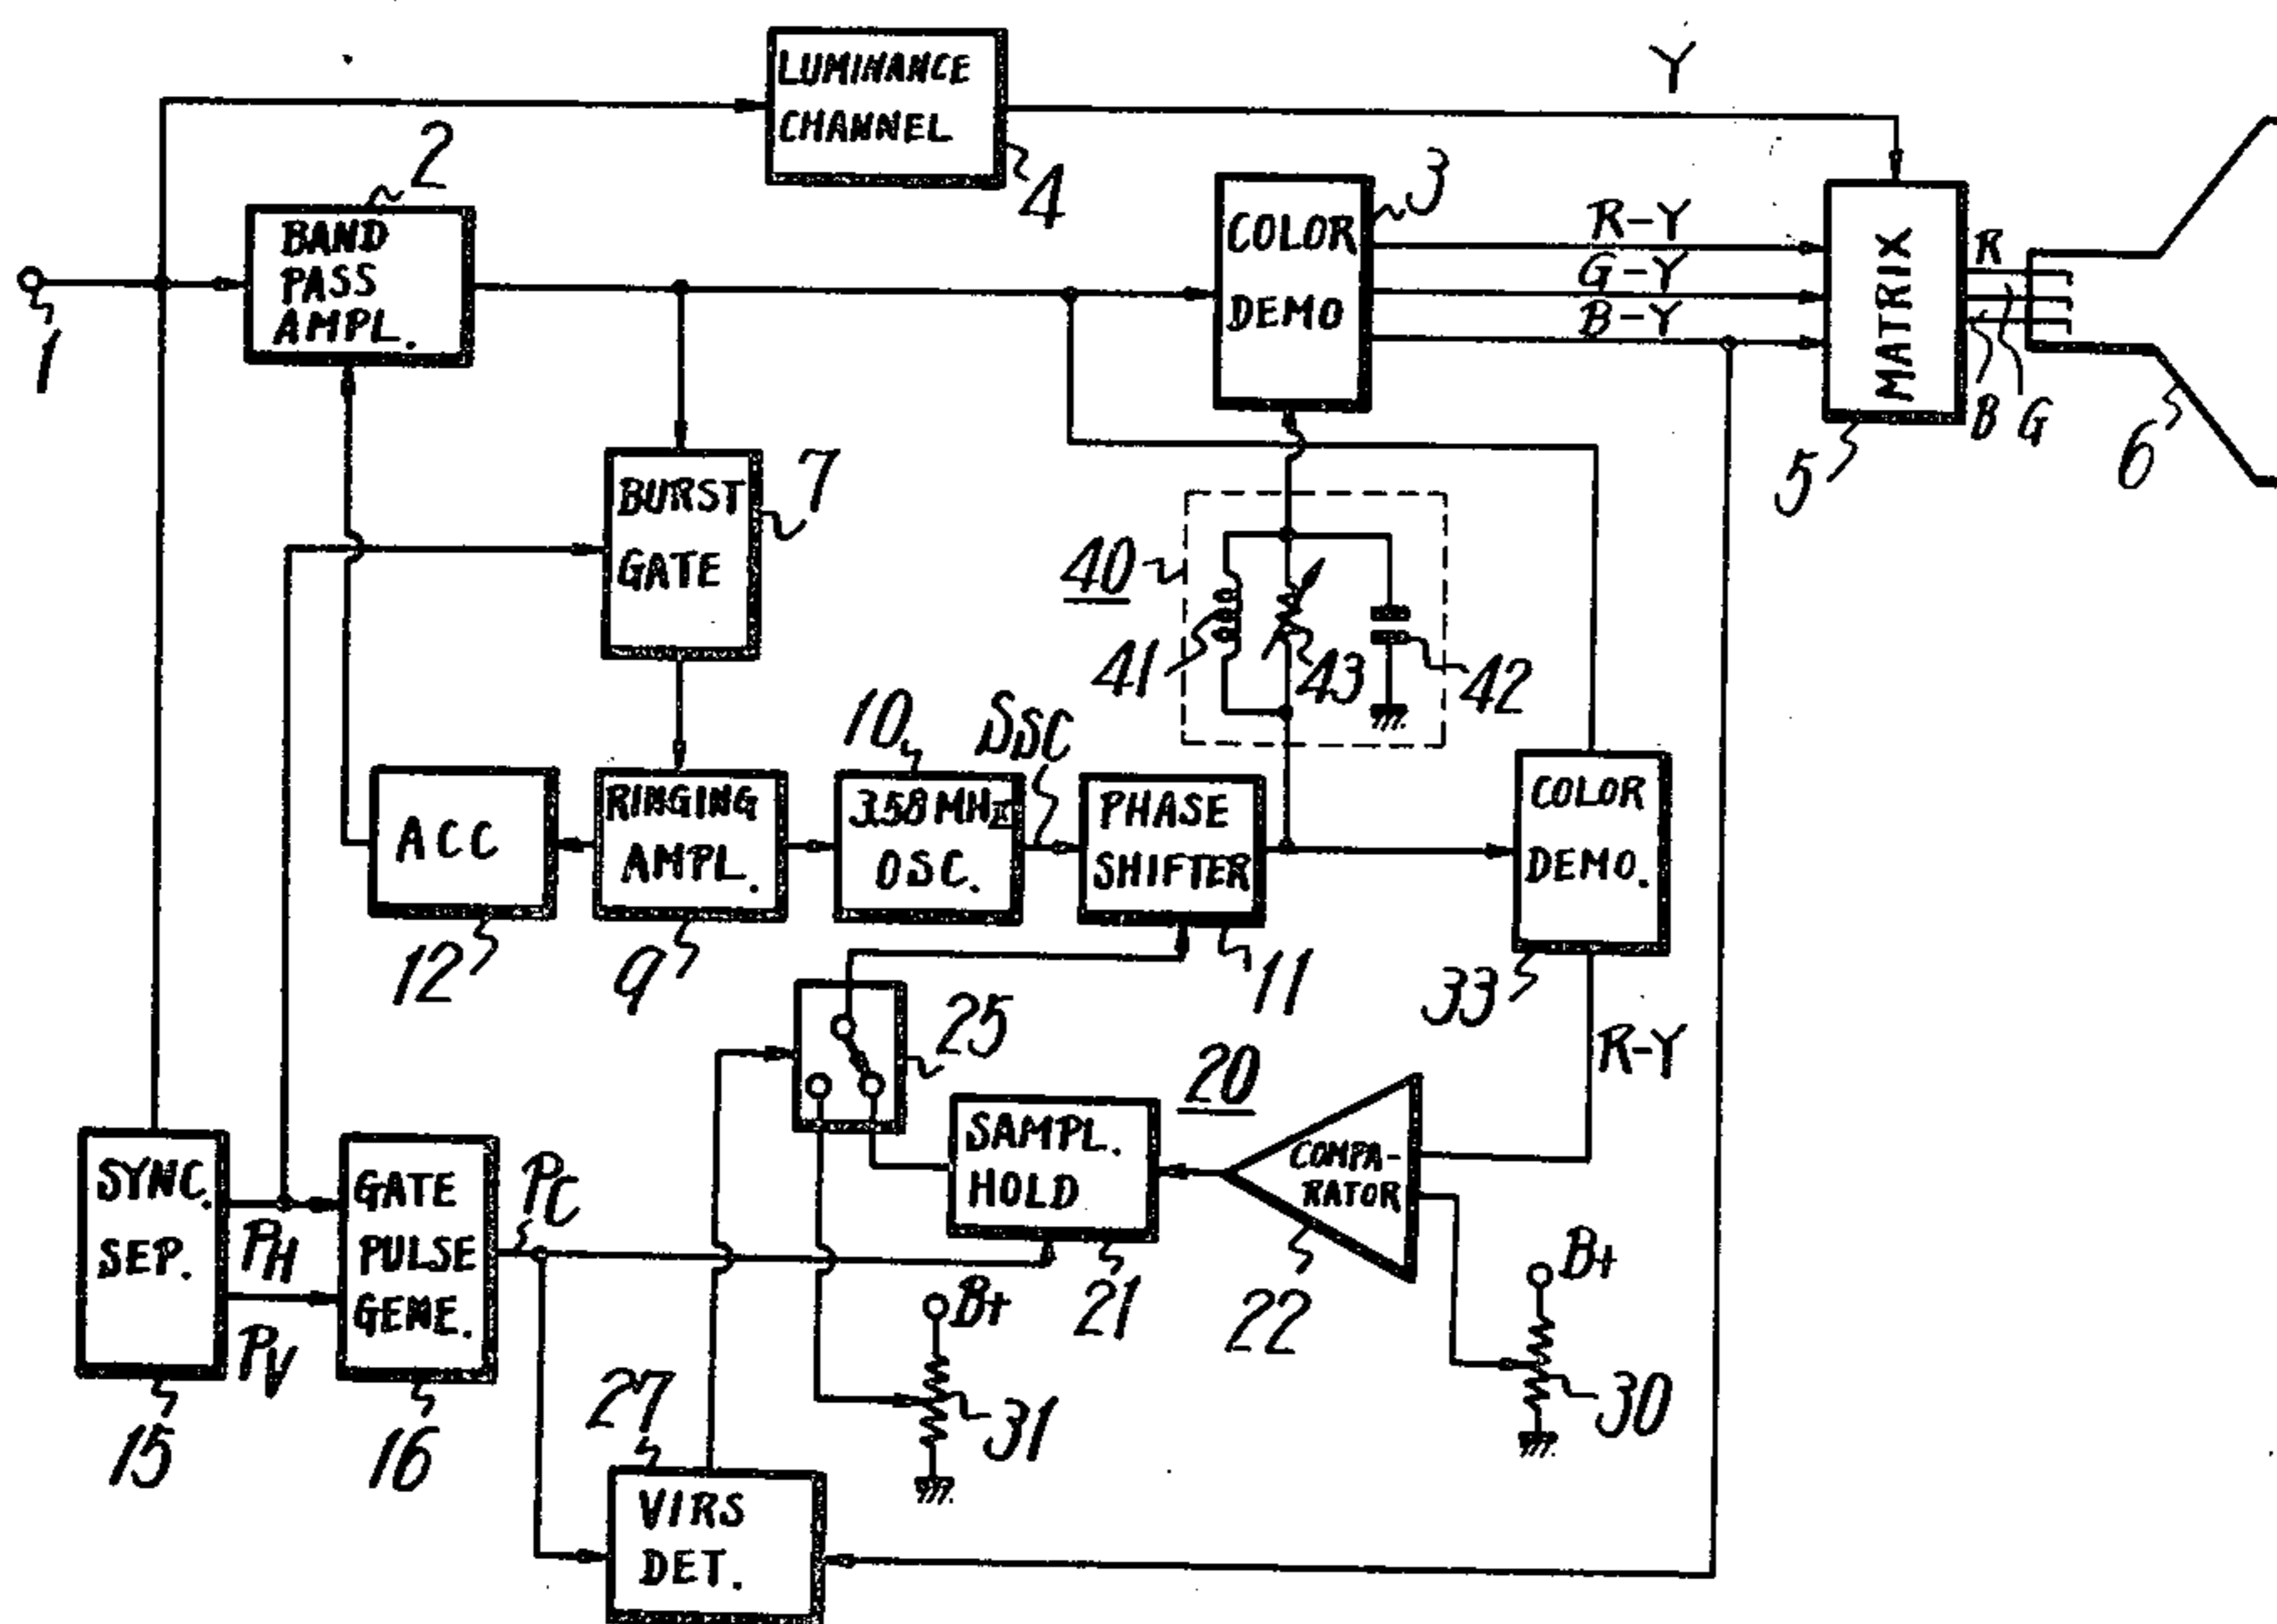 LUMINANCE
CHANNEL
4
Y
2
BAND
PASS
AMPL.
1
3
COLOR
DEMO
R-Y
G-Y
B-Y
MATRIX
5
R
B
G
6
BURST
GATE
7
40
41
43
42
10
SSC
ACC
12
RINGING
AMPL.
9
3.58 MHz
OSC.
PHASE
SHIFTER
11
COLOR
DEMO.
33
R-Y
25
20
SAMPL.
HOLD
21
COMPA-
RATOR
22
B+
30
SYNC.
SEP.
15
PH
PV
GATE
PULSE
GENE.
16
PC
B+
31
27
VIRS
DET.